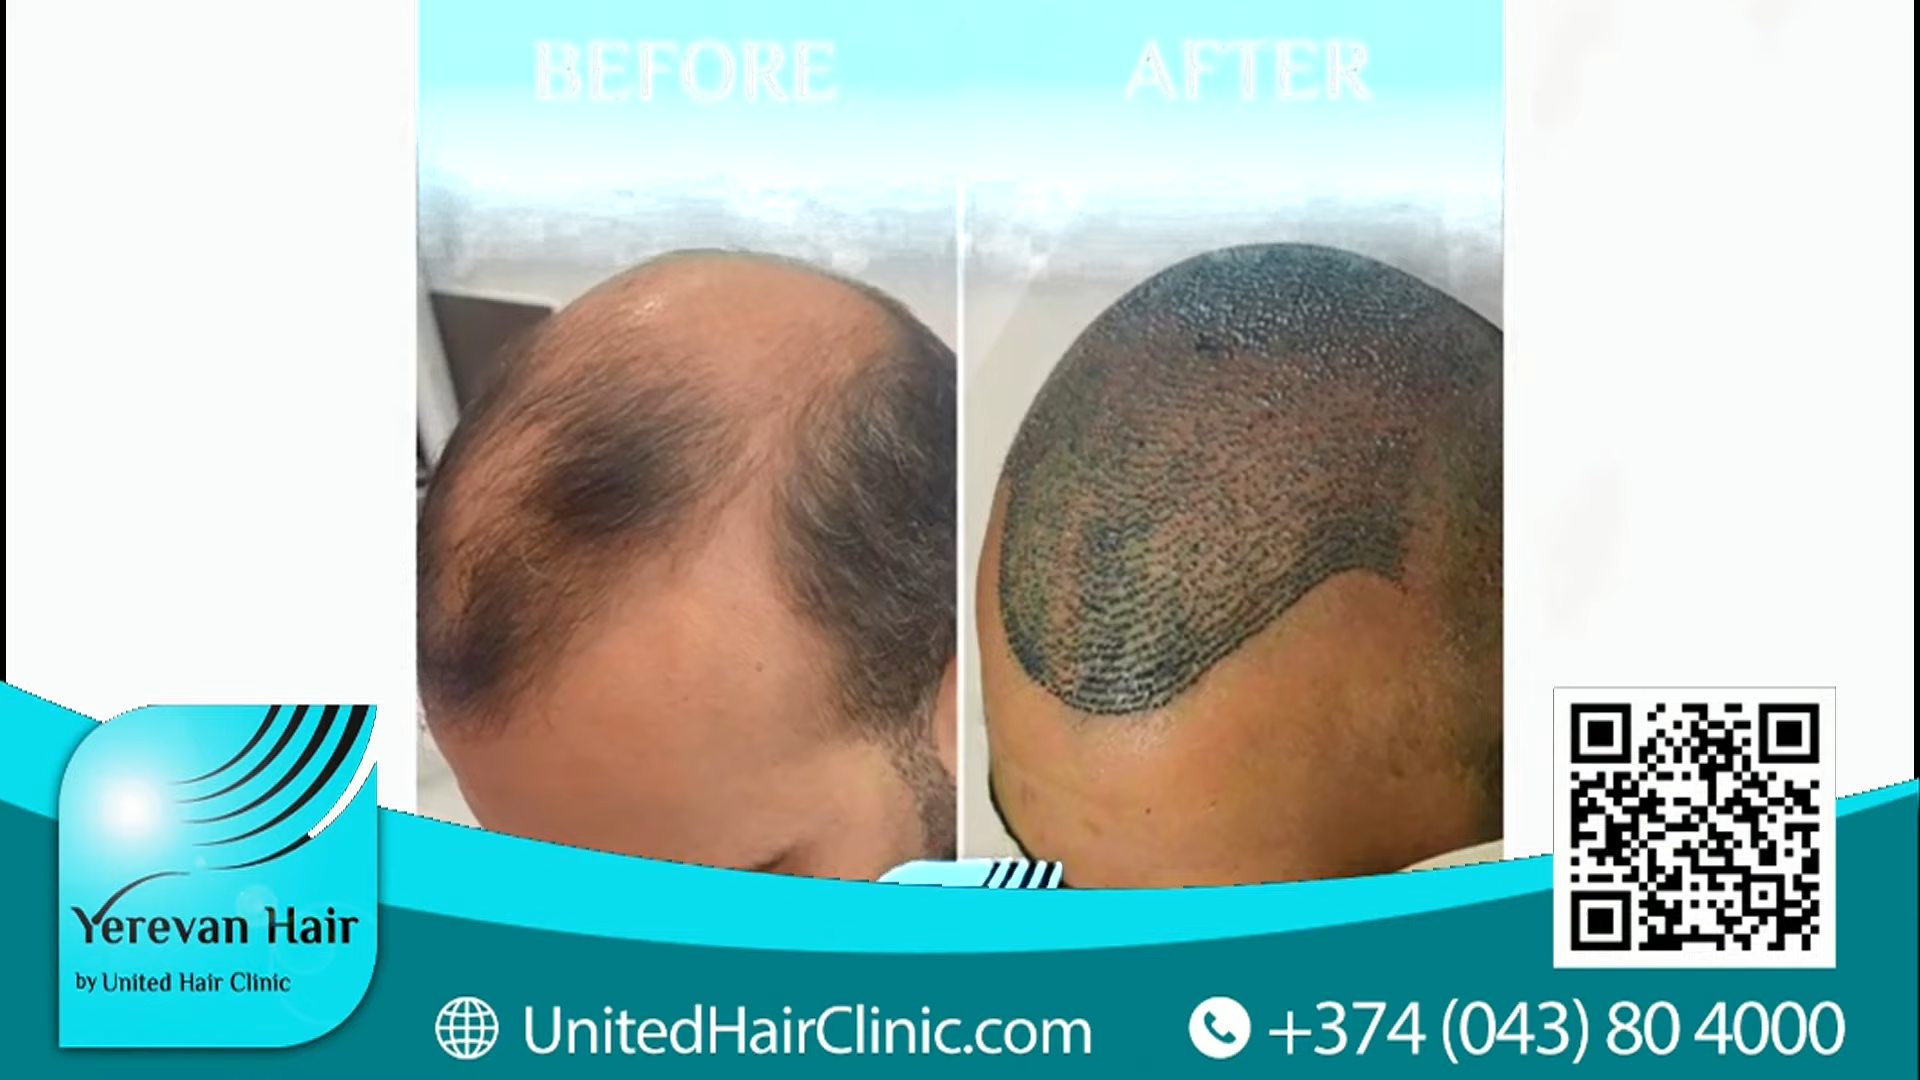 BEFORE
AFTER
Yerevan Hair
by United Hair Clinic
UnitedHairClinic.com
+374 (043) 80 4000